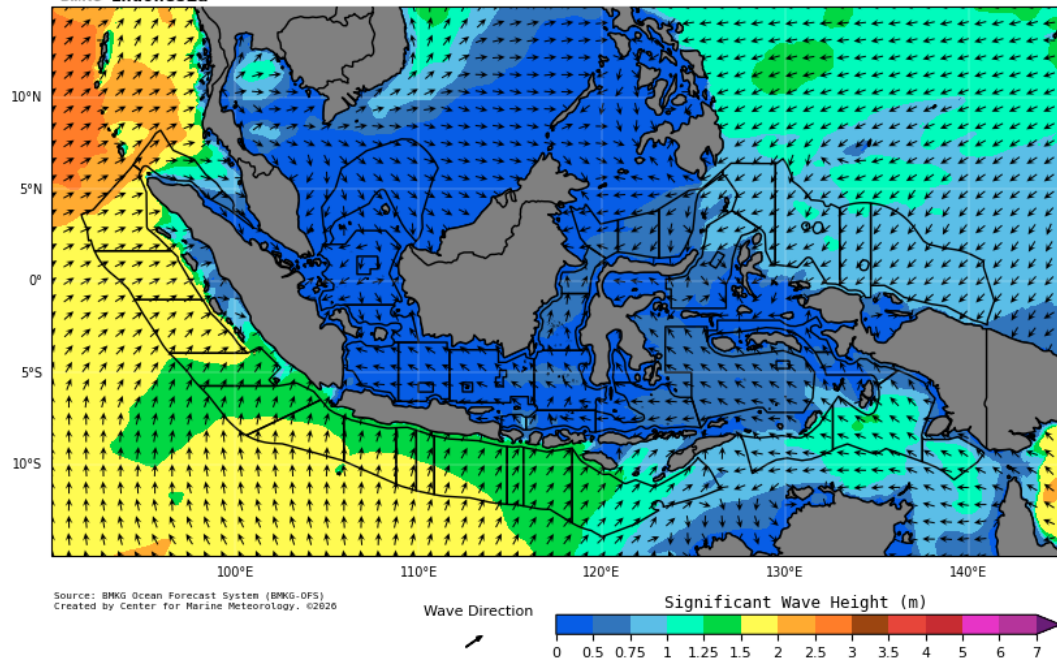 10°N
5°N
0°
5°S
10°S
100°E 110°E 120°E 130°E 140°E
Source: BMKG Ocean Forecast System (BMKG-OFS)
Created by Center for Marine Meteorology. ©2026
Wave Direction
Significant Wave Height (m)
0 0.5 0.75 1 1.25 1.5 2 2.5 3 3.5 4 5 6 7